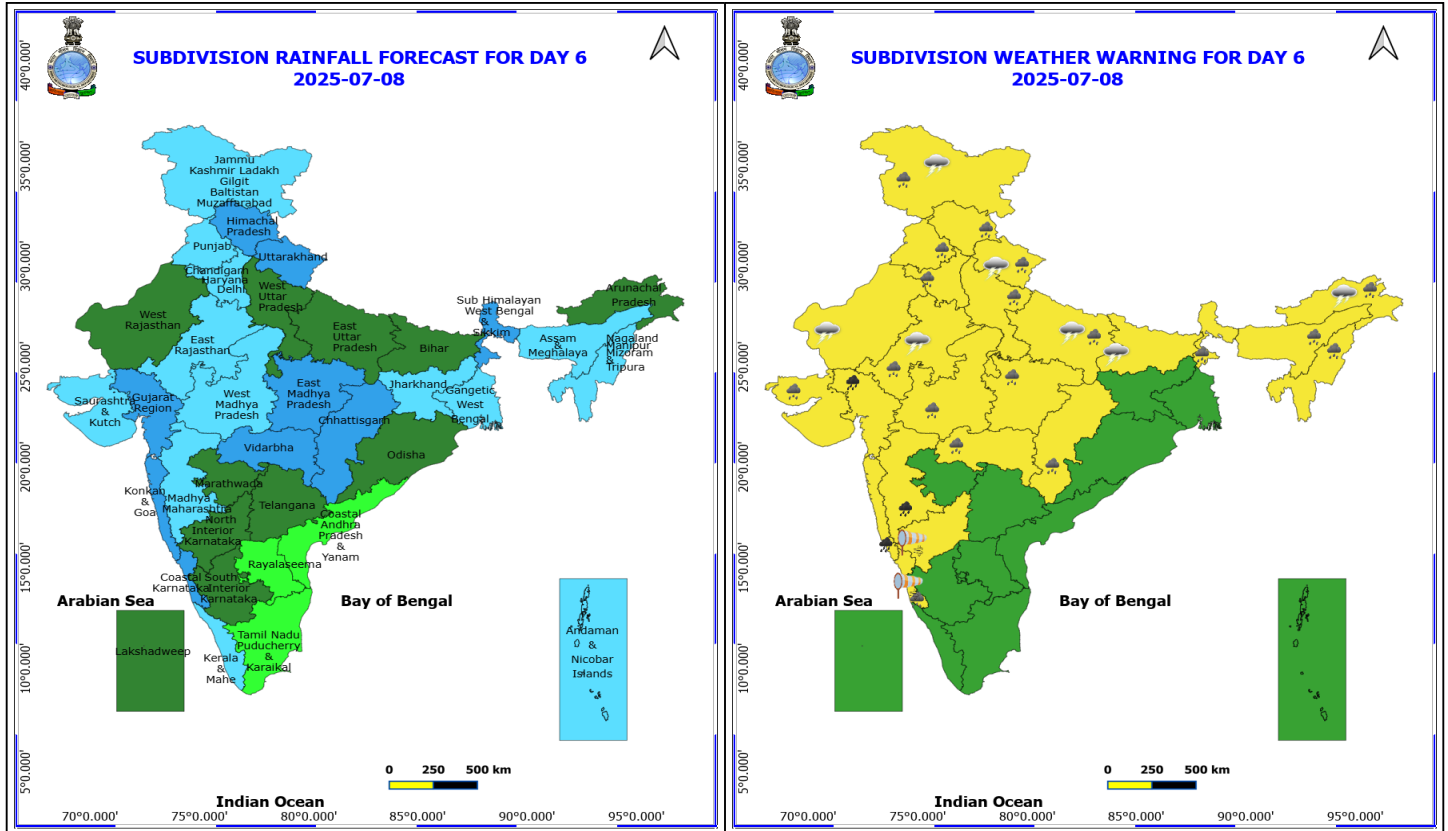 SUBDIVISION RAINFALL FORECAST FOR DAY 6
2025-07-08
40°0.000'
35°0.000'
30°0.000'
25°0.000'
20°0.000'
15°0.000'
10°0.000'
5°0.000'
Jammu
Kashmir Ladakh
Gilgit
Baltistan
Muzaffarabad
Himachal
Pradesh
Punjab
Uttarakhand
Chandigarh
Haryana
Delhi
West
Uttar
Pradesh
West
Rajasthan
East
Rajasthan
East
Uttar
Pradesh
Bihar
Sub Himalayan
West Bengal
&
Sikkim
Arunachal
Pradesh
Assam
&
Meghalaya
Nagaland
Manipur
Mizoram
&
Tripura
Saurashtra
&
Kutch
Gujarat
Region
West
Madhya
Pradesh
East
Madhya
Pradesh
Jharkhand
Gangetic
West
Bengal
Chhattisgarh
Vidarbha
Odisha
Konkan
&
Goa
Madhya
Maharashtra
Marathwada
Telangana
North
Interior
Karnataka
Coastal
Andhra
Pradesh
&
Yanam
Rayalaseema
Coastal
Karnataka
South
Interior
Karnataka
Tamil Nadu
Puducherry
&
Karaikal
Kerala
&
Mahe
Lakshadweep
Andaman
&
Nicobar
Islands
Arabian Sea
Bay of Bengal
Indian Ocean
0 250 500 km
70°0.000' 75°0.000' 80°0.000' 85°0.000' 90°0.000' 95°0.000'
SUBDIVISION WEATHER WARNING FOR DAY 6
2025-07-08
40°0.000'
35°0.000'
30°0.000'
25°0.000'
20°0.000'
15°0.000'
10°0.000'
5°0.000'
Arabian Sea
Bay of Bengal
Indian Ocean
0 250 500 km
70°0.000' 75°0.000' 80°0.000' 85°0.000' 90°0.000' 95°0.000'